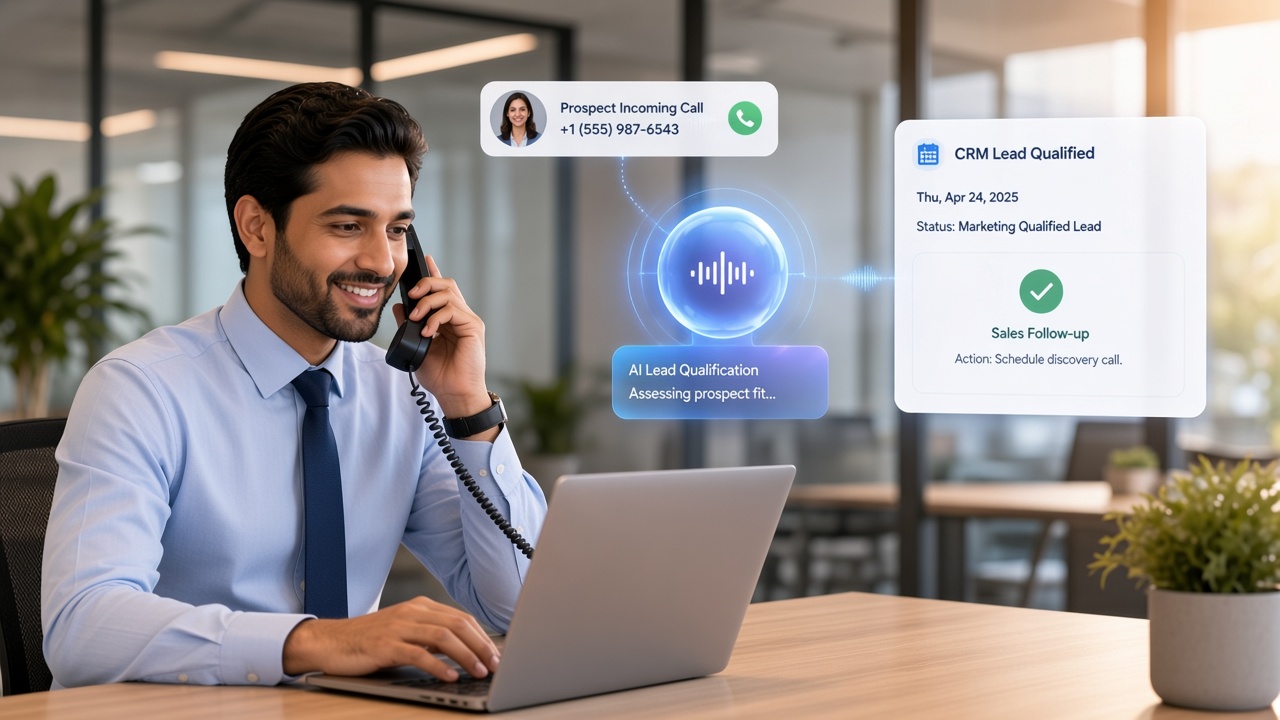 Prospect Incoming Call
+1 (555) 987-6543
AI Lead Qualification
Assessing prospect fit...
CRM Lead Qualified
Thu, Apr 24, 2025
Status: Marketing Qualified Lead
Sales Follow-up
Action: Schedule discovery call.